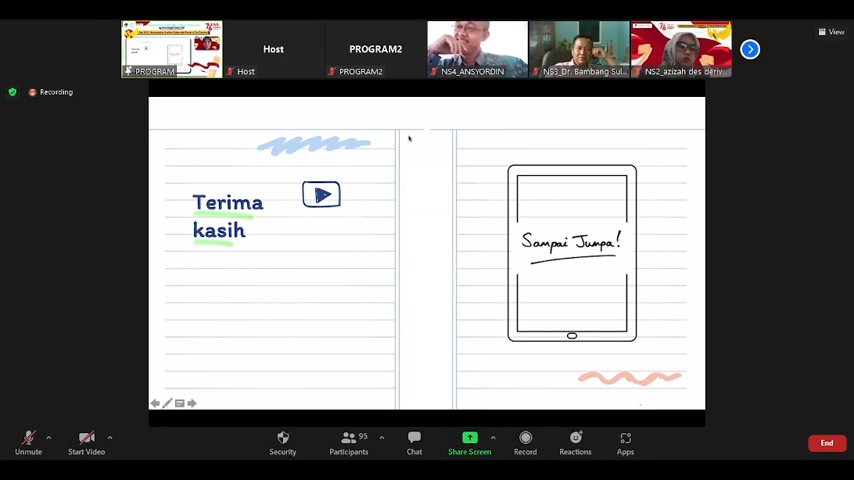 Host
PROGRAM2
View
PROGRAM
Host
PROGRAM2
NS4_ANSYORDIN
NS3_Dr. Bambang Sul...
NS2_azizah des deriv...
Recording
Terima
kasih
Sampai Jumpa!
Unmute
Start Video
Security
Participants
95
Chat
Share Screen
Record
Reactions
Apps
End